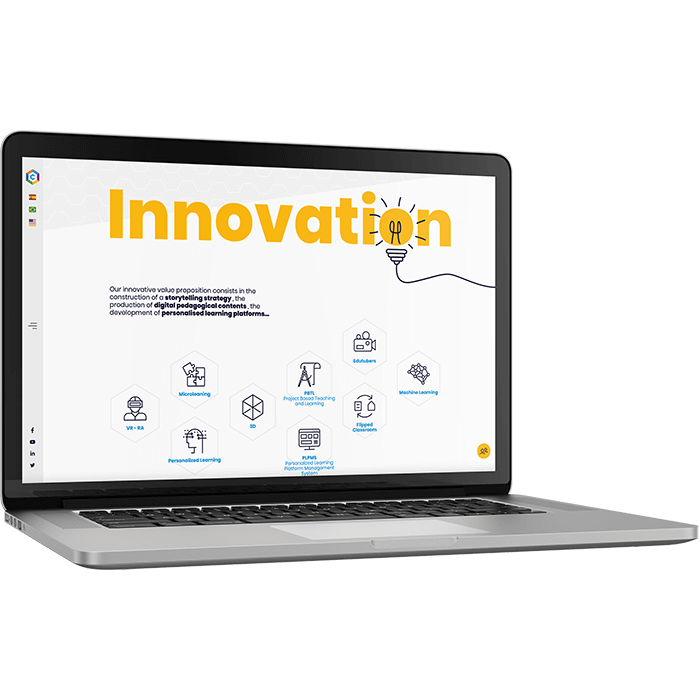 Innovation
Our innovative value proposition consists in the
construction of a storytelling strategy, the
production of digital pedagogical contents, the
development of personalised learning platforms...
Edutubers
Microleaning
PBTL
Project Based Teaching
and Learning
Machine Learning
VR + RA
3D
Flipped
Classroom
Personalized Learning
PLPMS
Personalized Learning
Platform Management
System